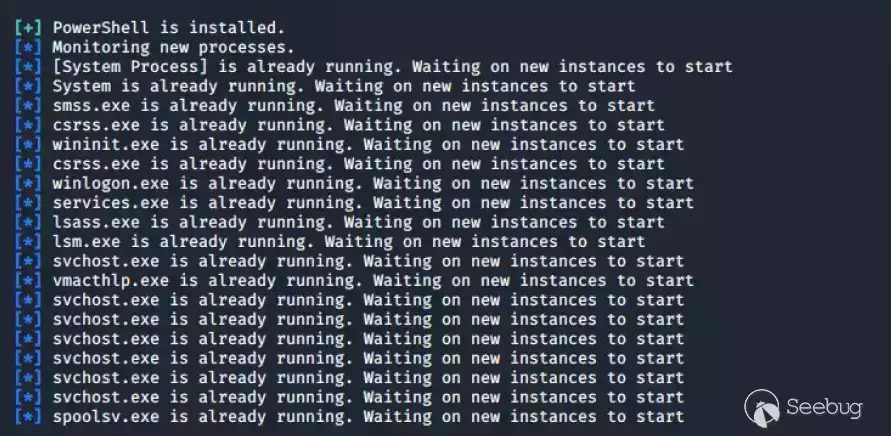 [+] PowerShell is installed.
[*] Monitoring new processes.
[*] [System Process] is already running. Waiting on new instances to start
[*] System is already running. Waiting on new instances to start
[*] smss.exe is already running. Waiting on new instances to start
[*] csrss.exe is already running. Waiting on new instances to start
[*] wininit.exe is already running. Waiting on new instances to start
[*] csrss.exe is already running. Waiting on new instances to start
[*] winlogon.exe is already running. Waiting on new instances to start
[*] services.exe is already running. Waiting on new instances to start
[*] lsass.exe is already running. Waiting on new instances to start
[*] lsm.exe is already running. Waiting on new instances to start
[*] svchost.exe is already running. Waiting on new instances to start
[*] vmacthlp.exe is already running. Waiting on new instances to start
[*] svchost.exe is already running. Waiting on new instances to start
[*] svchost.exe is already running. Waiting on new instances to start
[*] svchost.exe is already running. Waiting on new instances to start
[*] svchost.exe is already running. Waiting on new instances to start
[*] svchost.exe is already running. Waiting on new instances to start
[*] svchost.exe is already running. Waiting on new instances to start
[*] spoolsv.exe is already running. Waiting on new instances to start
Seebug